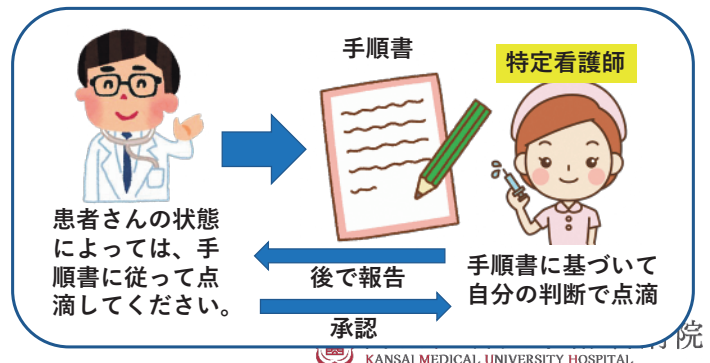 手順書
特定看護師
患者さんの状態
によっては、手
順書に従って点
滴してください。
後で報告
承認
手順書に基づいて
自分の判断で点滴
院
KANSAI MEDICAL UNIVERSITY HOSPITAL